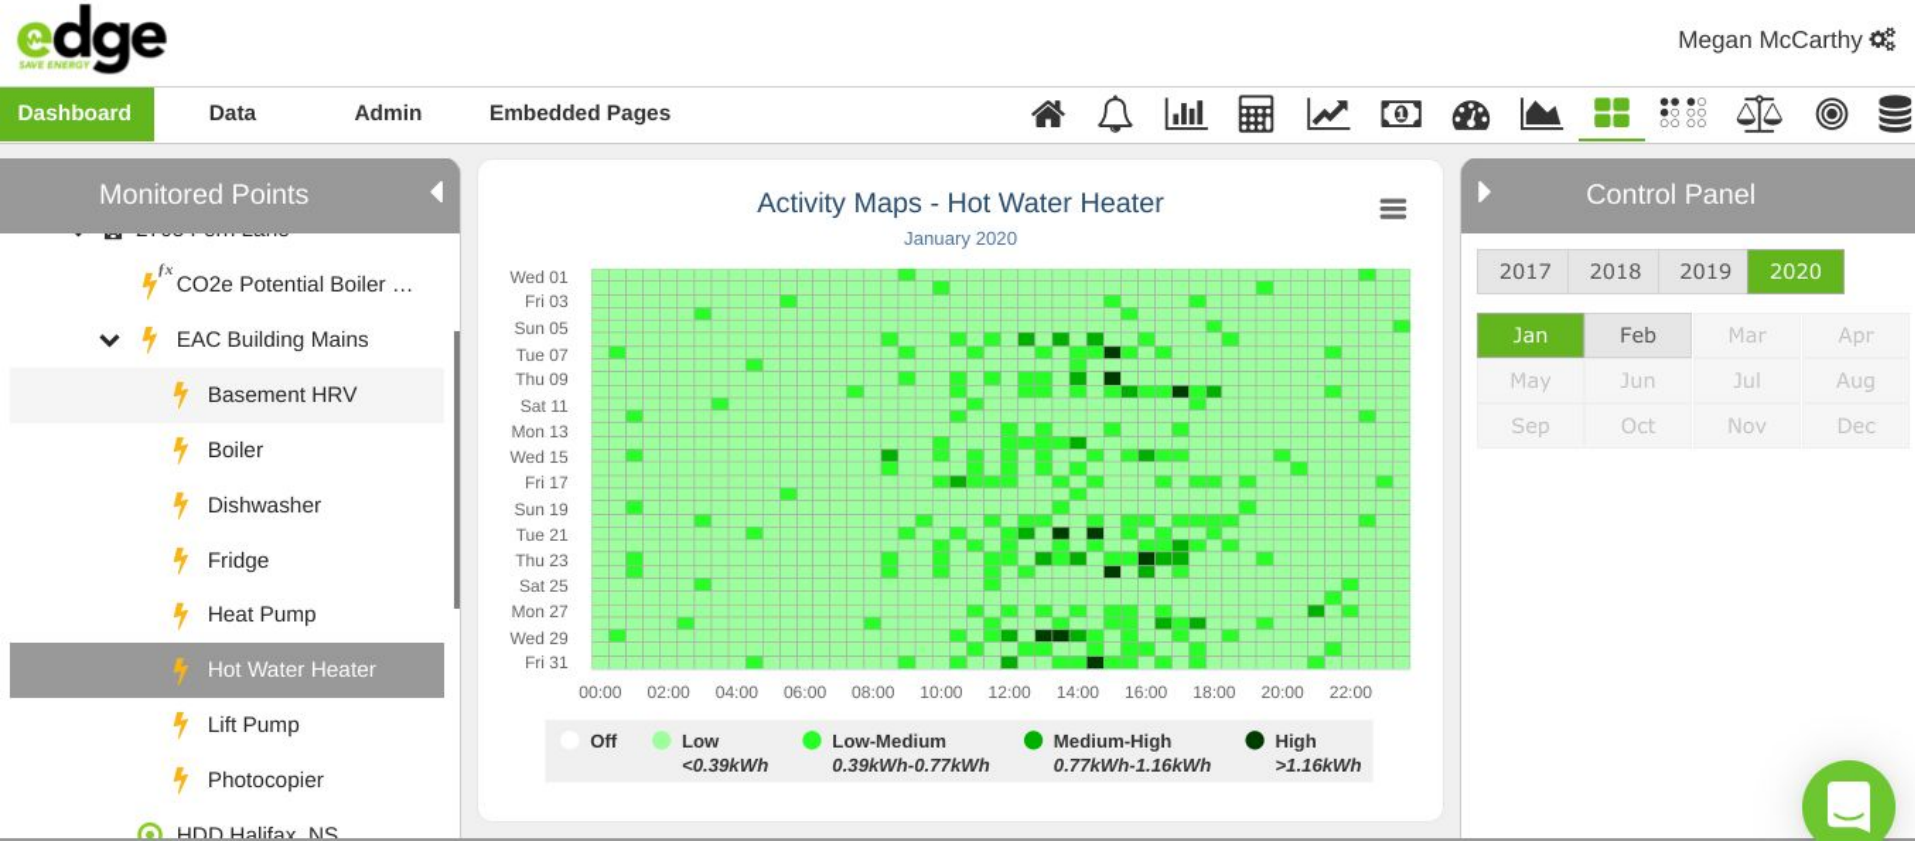 edge
SAVE ENERGY
Megan McCarthy
Dashboard
Data
Admin
Embedded Pages
Monitored Points
fx
CO2e Potential Boiler ...
EAC Building Mains
Basement HRV
Boiler
Dishwasher
Fridge
Heat Pump
Hot Water Heater
Lift Pump
Photocopier
HDD Halifax, NS
Activity Maps - Hot Water Heater
January 2020
Wed 01
Fri 03
Sun 05
Tue 07
Thu 09
Sat 11
Mon 13
Wed 15
Fri 17
Sun 19
Tue 21
Thu 23
Sat 25
Mon 27
Wed 29
Fri 31
00:00 02:00 04:00 06:00 08:00 10:00 12:00 14:00 16:00 18:00 20:00 22:00
Off Low Low-Medium Medium-High High
<0.39kWh 0.39kWh-0.77kWh 0.77kWh-1.16kWh >1.16kWh
Control Panel
2017 2018 2019 2020
Jan Feb Mar Apr
May Jun Jul Aug
Sep Oct Nov Dec